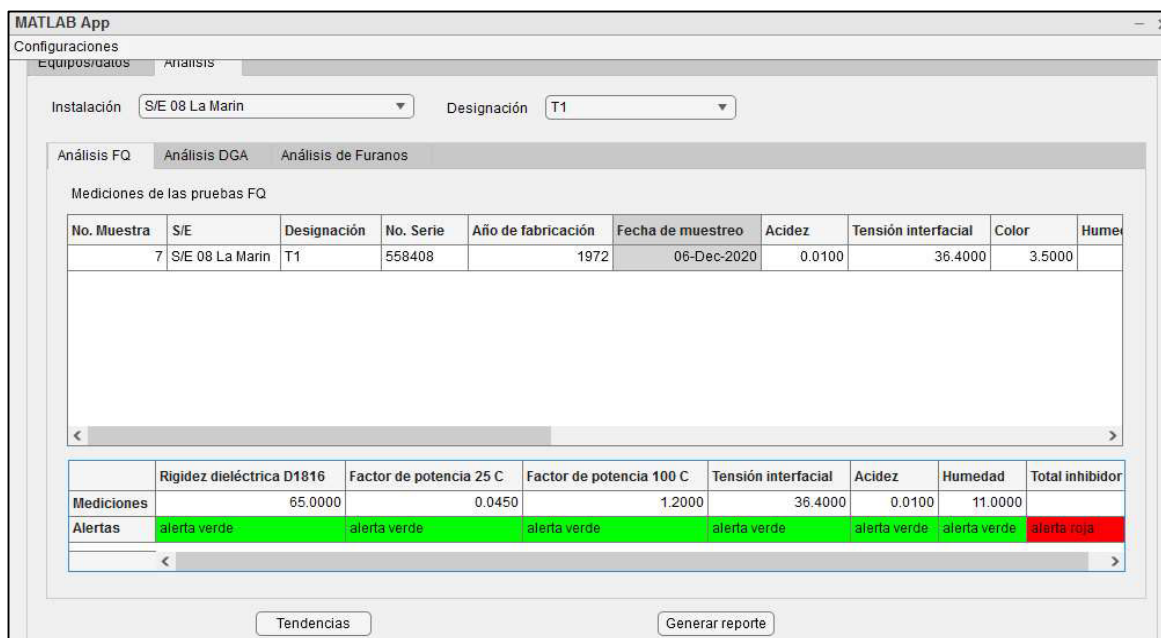 MATLAB App
Configuraciones
Equipos/datos Análisis
Instalación S/E 08 La Marin Designación T1
Análisis FQ Análisis DGA Análisis de Furanos
Mediciones de las pruebas FQ
No. Muestra S/E Designación No. Serie Año de fabricación Fecha de muestreo Acidez Tensión interfacial Color Humed
7 S/E 08 La Marin T1 558408 1972 06-Dec-2020 0.0100 36.4000 3.5000
Rigidez dieléctrica D1816 Factor de potencia 25 C Factor de potencia 100 C Tensión interfacial Acidez Humedad Total inhibidor
Mediciones 65.0000 0.0450 1.2000 36.4000 0.0100 11.0000
Alertas alerta verde alerta verde alerta verde alerta verde alerta verde alerta verde alerta roja
Tendencias Generar reporte